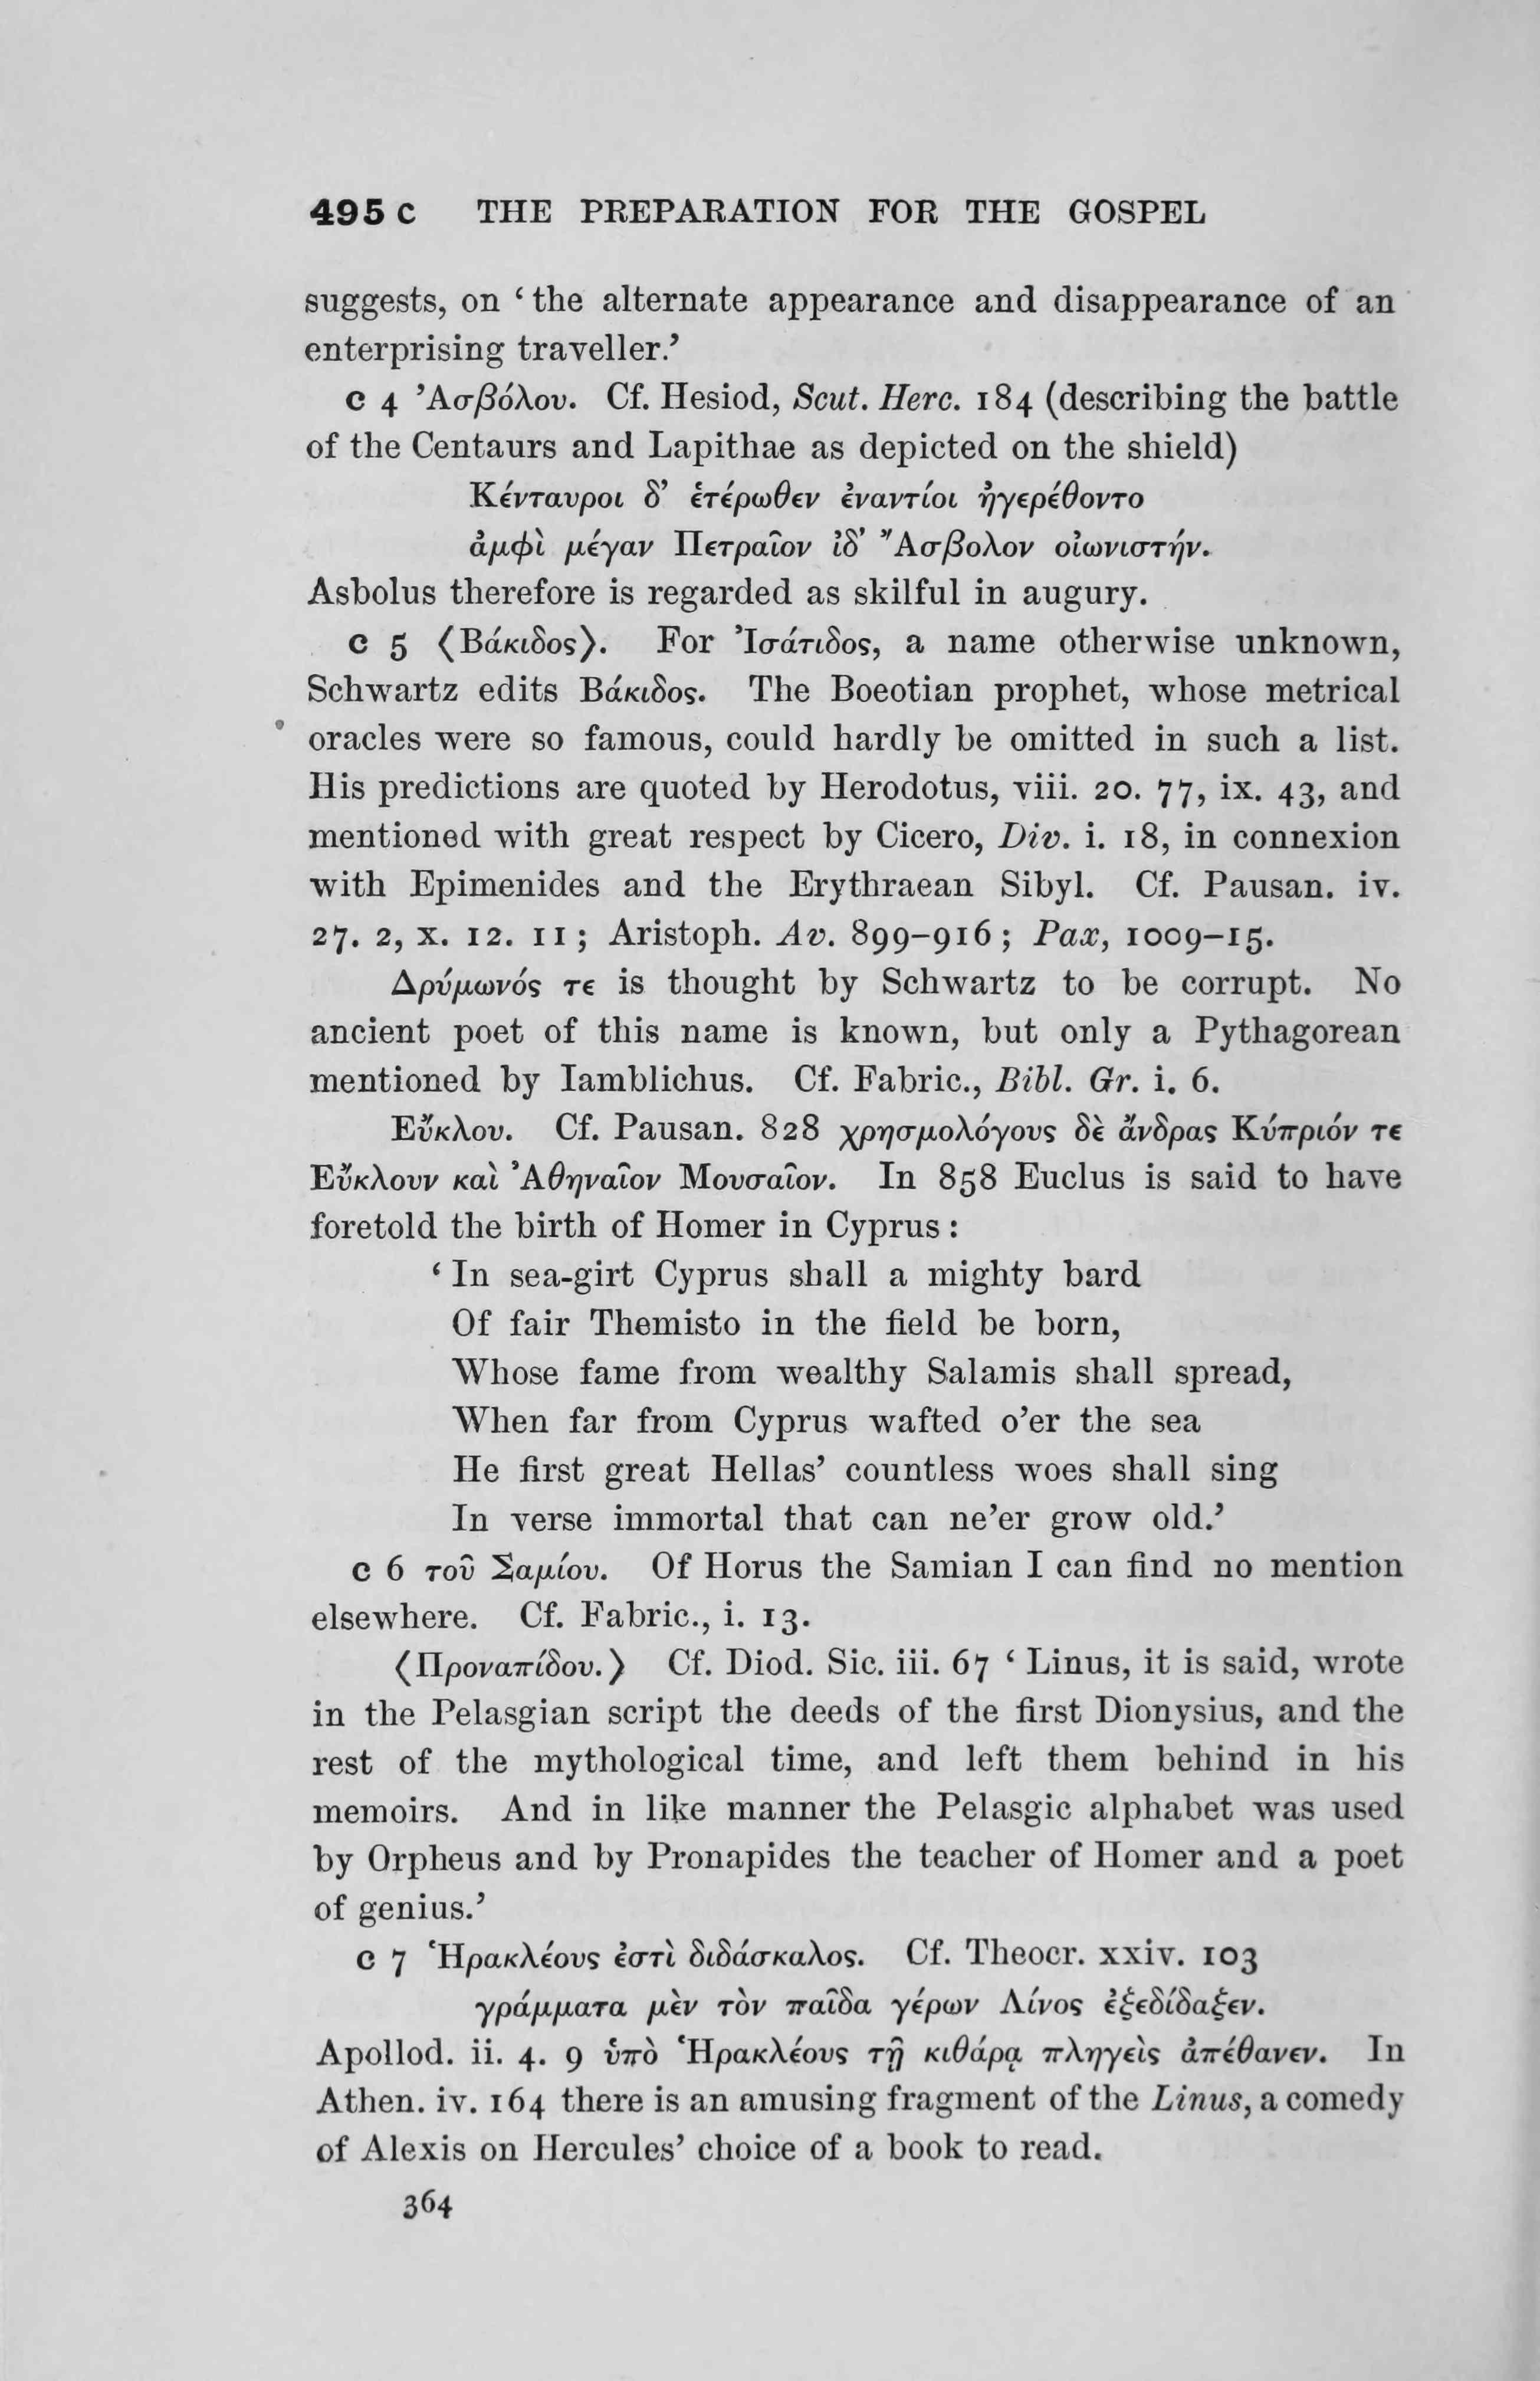 495 c THE PREPARATION FOR THE GOSPEL
suggests, on ‘the alternate appearance and disappearance of an
enterprising traveller.’
c 4 Ἀσβόλου. Cf. Hesiod, Scut. Herc. 184 (describing the battle
of the Centaurs and Lapithae as depicted on the shield)
Κένταυροι δ’ ἑτέρωθεν ἐναντίοι ἠγερέθοντο
ἀμφὶ μέγαν Πετραῖον ἰδ’ Ἄσβολον οἰωνιστήν.
Asbolus therefore is regarded as skilful in augury.
c 5 ⟨Βάκιδος⟩. For Ἰσάτιδος, a name otherwise unknown,
Schwartz edits Βάκιδος. The Boeotian prophet, whose metrical
oracles were so famous, could hardly be omitted in such a list.
His predictions are quoted by Herodotus, viii. 20. 77, ix. 43, and
mentioned with great respect by Cicero, Div. i. 18, in connexion
with Epimenides and the Erythraean Sibyl. Cf. Pausan. iv.
27. 2, x. 12. 11; Aristoph. Av. 899–916; Pax, 1009–15.
Δρύμωνός τε is thought by Schwartz to be corrupt. No
ancient poet of this name is known, but only a Pythagorean
mentioned by Iamblichus. Cf. Fabric., Bibl. Gr. i. 6.
Εὔκλου. Cf. Pausan. 828 χρησμολόγους δὲ ἄνδρας Κύπριόν τε
Εὔκλουν καὶ Ἀθηναῖον Μουσαῖον. In 858 Euclus is said to have
foretold the birth of Homer in Cyprus:
‘In sea-girt Cyprus shall a mighty bard
Of fair Themisto in the field be born,
Whose fame from wealthy Salamis shall spread,
When far from Cyprus wafted o’er the sea
He first great Hellas’ countless woes shall sing
In verse immortal that can ne’er grow old.’
c 6 τοῦ Σαμίου. Of Horus the Samian I can find no mention
elsewhere. Cf. Fabric., i. 13.
⟨Προναπίδου.⟩ Cf. Diod. Sic. iii. 67 ‘Linus, it is said, wrote
in the Pelasgian script the deeds of the first Dionysius, and the
rest of the mythological time, and left them behind in his
memoirs. And in like manner the Pelasgic alphabet was used
by Orpheus and by Pronapides the teacher of Homer and a poet
of genius.’
c 7 Ἡρακλέους ἐστὶ διδάσκαλος. Cf. Theocr. xxiv. 103
γράμματα μὲν τὸν παῖδα γέρων Λίνος ἐξεδίδαξεν.
Apollod. ii. 4. 9 ὑπὸ Ἡρακλέους τῇ κιθάρᾳ πληγεὶς ἀπέθανεν. In
Athen. iv. 164 there is an amusing fragment of the Linus, a comedy
of Alexis on Hercules’ choice of a book to read.
364